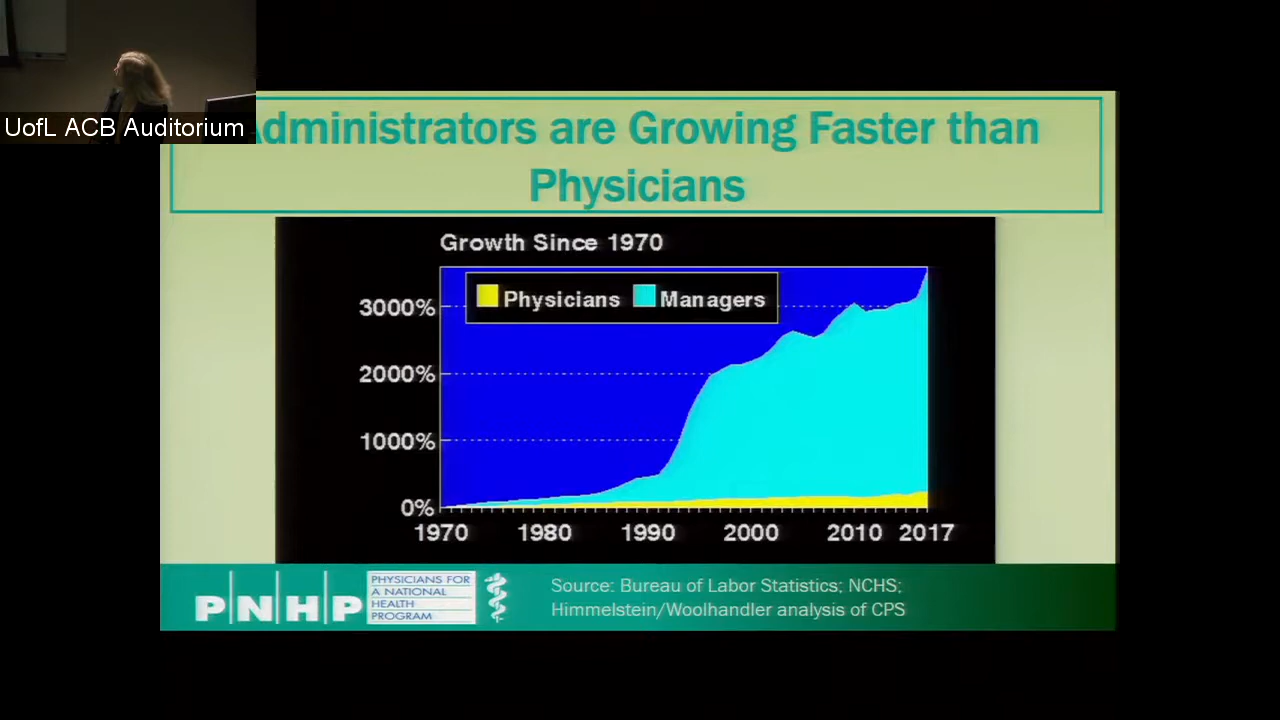 UofL ACB Auditorium
Administrators are Growing Faster than
Physicians
Growth Since 1970
Physicians Managers
3000%
2000%
1000%
0%
1970 1980 1990 2000 2010 2017
PNHP
PHYSICIANS FOR
A NATIONAL
HEALTH
PROGRAM
Source: Bureau of Labor Statistics; NCHS;
Himmelstein/Woolhandler analysis of CPS